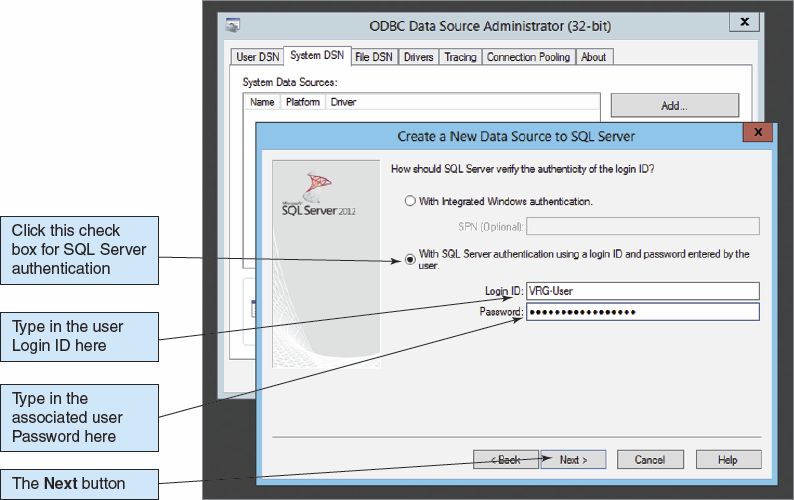 ODBC Data Source Administrator (32-bit)
x
User DSN System DSN File DSN Drivers Tracing Connection Pooling About
System Data Sources:
Name Platform Driver
Add...
Create a New Data Source to SQL Server
x
How should SQL Server verify the authenticity of the login ID?
Microsoft
SQL Server 2012
With Integrated Windows authentication.
SPN (Optional):
With SQL Server authentication using a login ID and password entered by the
user.
Login ID: VRG-User
Password: •••••••••••••••••
< Back Next > Cancel Help
Click this check
box for SQL Server
authentication
Type in the user
Login ID here
Type in the
associated user
Password here
The Next button